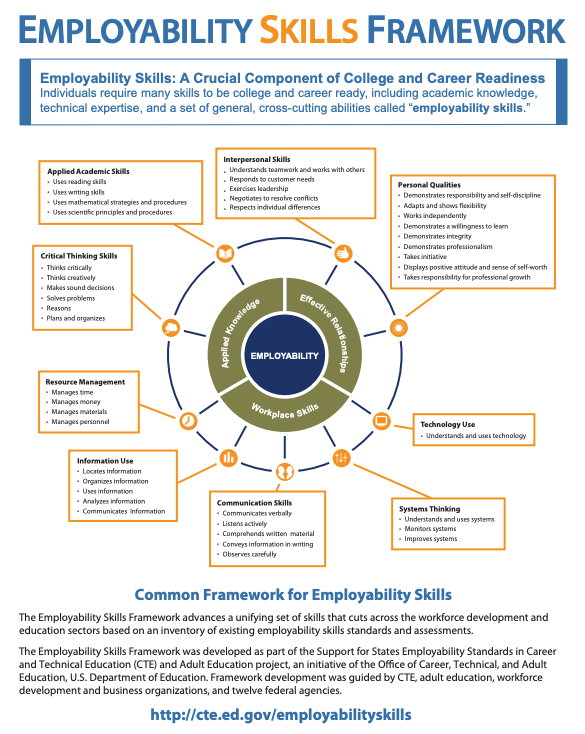 EMPLOYABILITY SKILLS FRAMEWORK
Employability Skills: A Crucial Component of College and Career Readiness
Individuals require many skills to be college and career ready, including academic knowledge,
technical expertise, and a set of general, cross-cutting abilities called “employability skills.”
Applied Academic Skills
• Uses reading skills
• Uses writing skills
• Uses mathematical strategies and procedures
• Uses scientific principles and procedures
Interpersonal Skills
• Understands teamwork and works with others
• Responds to customer needs
• Exercises leadership
• Negotiates to resolve conflicts
• Respects individual differences
Personal Qualities
• Demonstrates responsibility and self-discipline
• Adapts and shows flexibility
• Works independently
• Demonstrates a willingness to learn
• Demonstrates integrity
• Demonstrates professionalism
• Takes initiative
• Displays positive attitude and sense of self-worth
• Takes responsibility for professional growth
Critical Thinking Skills
• Thinks critically
• Thinks creatively
• Makes sound decisions
• Solves problems
• Reasons
• Plans and organizes
Applied Knowledge
Effective Relationships
EMPLOYABILITY
Workplace Skills
Resource Management
• Manages time
• Manages money
• Manages materials
• Manages personnel
Technology Use
• Understands and uses technology
Information Use
• Locates information
• Organizes information
• Uses information
• Analyzes information
• Communicates Information
Communication Skills
• Communicates verbally
• Listens actively
• Comprehends written material
• Conveys information in writing
• Observes carefully
Systems Thinking
• Understands and uses systems
• Monitors systems
• Improves systems
Common Framework for Employability Skills
The Employability Skills Framework advances a unifying set of skills that cuts across the workforce development and
education sectors based on an inventory of existing employability skills standards and assessments.
The Employability Skills Framework was developed as part of the Support for States Employability Standards in Career
and Technical Education (CTE) and Adult Education project, an initiative of the Office of Career, Technical, and Adult
Education, U.S. Department of Education. Framework development was guided by CTE, adult education, workforce
development and business organizations, and twelve federal agencies.
http://cte.ed.gov/employabilityskills